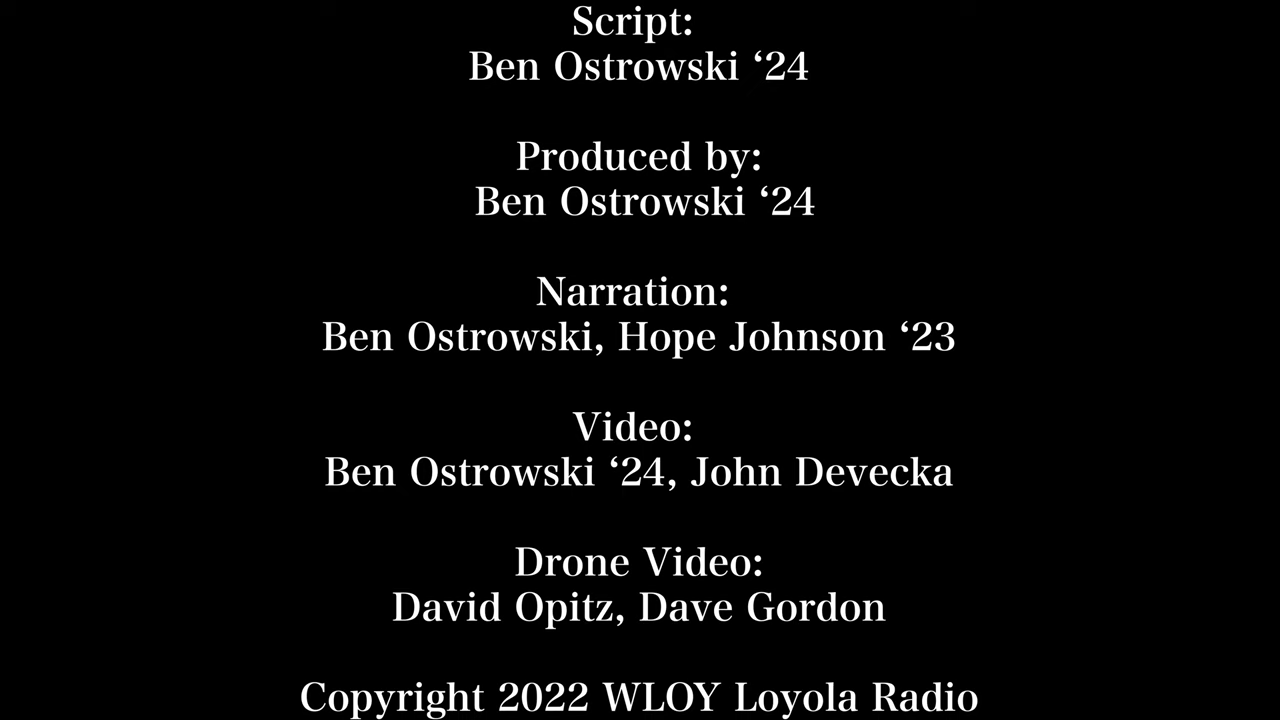 Script:
Ben Ostrowski ‘24
Produced by:
Ben Ostrowski ‘24
Narration:
Ben Ostrowski, Hope Johnson ‘23
Video:
Ben Ostrowski ‘24, John Devecka
Drone Video:
David Opitz, Dave Gordon
Copyright 2022 WLOY Loyola Radio